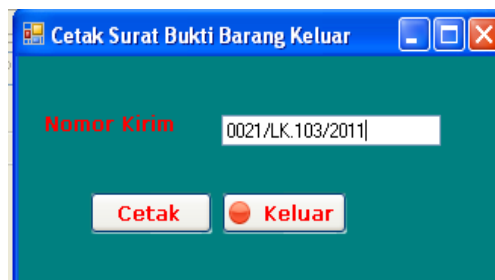 Cetak Surat Bukti Barang Keluar
Nomor Kirim 0021/LK.103/2011
Cetak Keluar